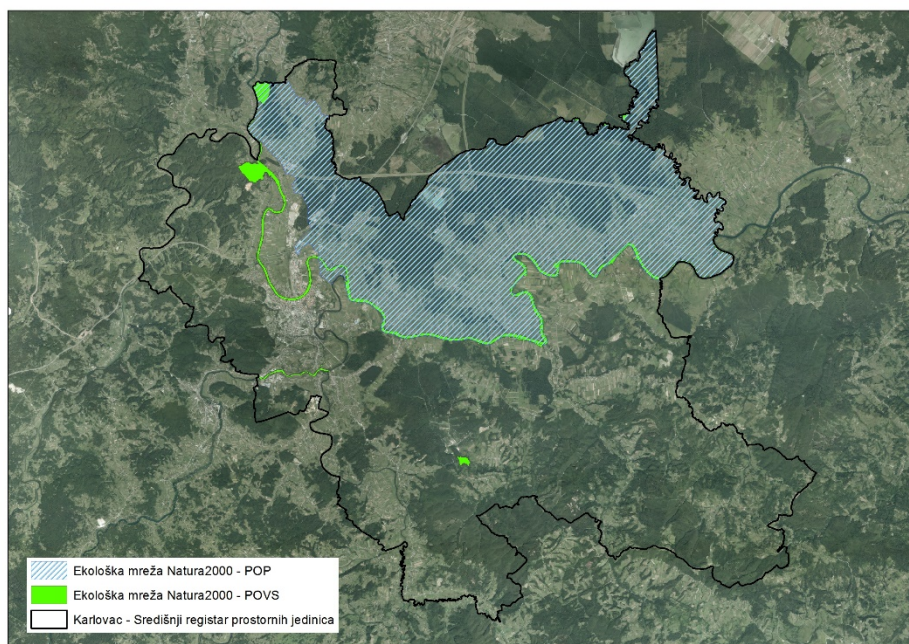 Ekološka mreža Natura2000 - POP
Ekološka mreža Natura2000 - POVS
Karlovac - Središnji registar prostornih jedinica